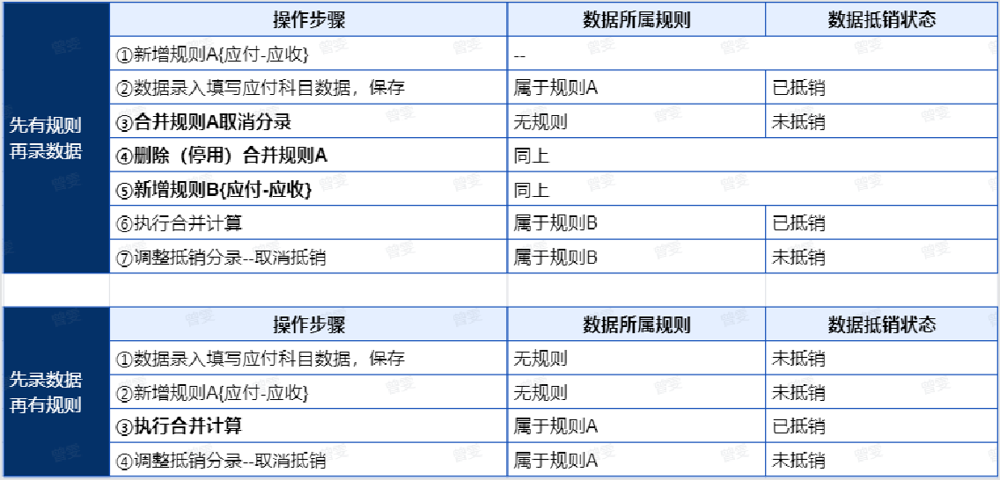 操作步骤 数据所属规则 数据抵销状态
①新增规则A{应付-应收} --
②数据录入填写应付科目数据，保存 属于规则A 已抵销
先有规则
再录数据
③合并规则A取消分录 无规则 未抵销
④删除（停用）合并规则A 同上
⑤新增规则B{应付-应收} 同上
⑥执行合并计算 属于规则B 已抵销
⑦调整抵销分录--取消抵销 属于规则B 未抵销
操作步骤 数据所属规则 数据抵销状态
①数据录入填写应付科目数据，保存 无规则 未抵销
先录数据
再有规则
②新增规则A{应付-应收} 无规则 未抵销
③执行合并计算 属于规则A 已抵销
④调整抵销分录--取消抵销 属于规则A 未抵销